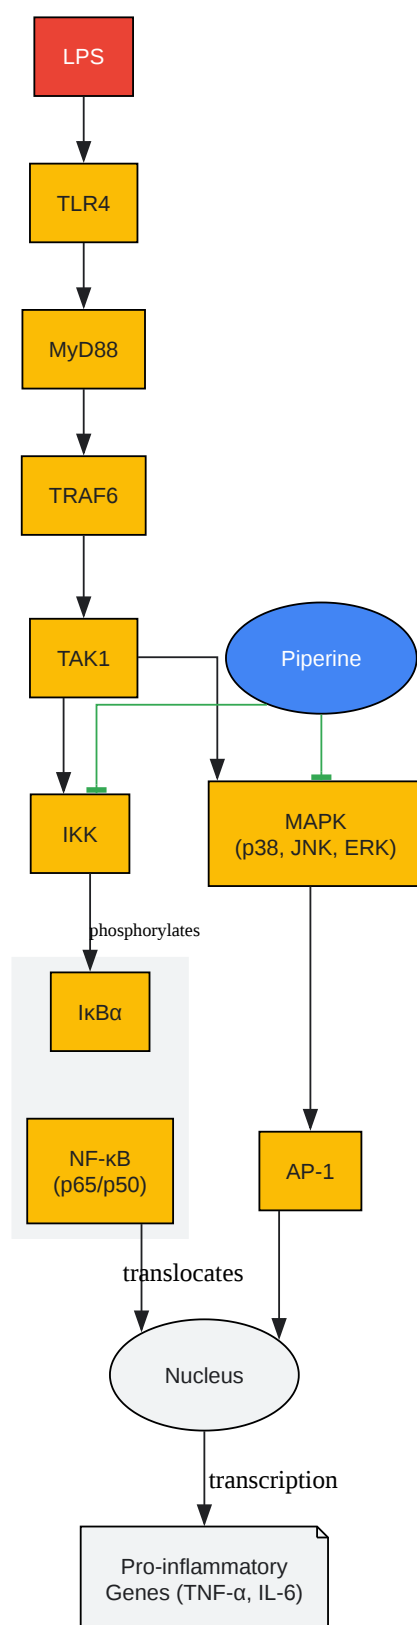 LPS
TLR4
MyD88
TRAF6
TAK1
Piperine
IKK
MAPK
(p38, JNK, ERK)
phosphorylates
IκBα
NF-κB
(p65/p50)
AP-1
translocates
Nucleus
transcription
Pro-inflammatory
Genes (TNF-α, IL-6)